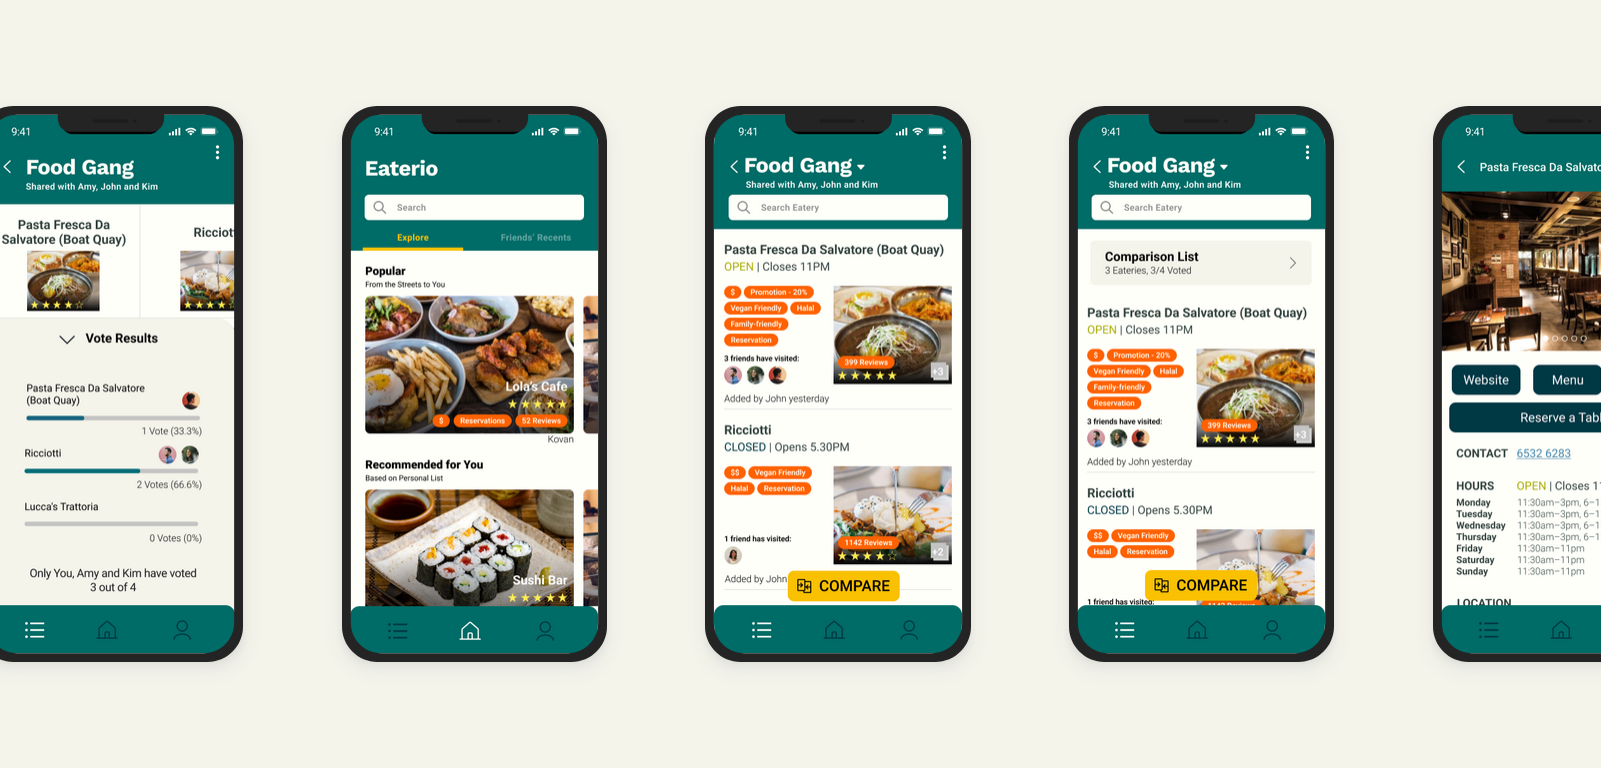 9:41
Food Gang
Shared with Amy, John and Kim
Pasta Fresca Da
Salvatore (Boat Quay)
Ricciot
Vote Results
Pasta Fresca Da Salvatore
(Boat Quay)
1 Vote (33.3%)
Ricciotti
2 Votes (66.6%)
Lucca's Trattoria
0 Votes (0%)
Only You, Amy and Kim have voted
3 out of 4
9:41
Eaterio
Search
Explore
Friends' Recents
Popular
From the Streets to You
Lola's Cafe
$
Reservations
52 Reviews
Kovan
Recommended for You
Based on Personal List
Sushi Bar
9:41
Food Gang
Shared with Amy, John and Kim
Search Eatery
Pasta Fresca Da Salvatore (Boat Quay)
OPEN | Closes 11PM
$ Promotion - 20%
Vegan Friendly Halal
Family-friendly
Reservation
3 friends have visited:
399 Reviews
+3
Added by John yesterday
Ricciotti
CLOSED | Opens 5.30PM
$$ Vegan Friendly
Halal Reservation
1 friend has visited:
1142 Reviews
+2
Added by John
COMPARE
9:41
Food Gang
Shared with Amy, John and Kim
Search Eatery
Comparison List
3 Eateries, 3/4 Voted
Pasta Fresca Da Salvatore (Boat Quay)
OPEN | Closes 11PM
$ Promotion - 20%
Vegan Friendly Halal
Family-friendly
Reservation
3 friends have visited:
399 Reviews
+3
Added by John yesterday
Ricciotti
CLOSED | Opens 5.30PM
$$ Vegan Friendly
Halal Reservation
1 friend has visited:
1142 Reviews
COMPARE
9:41
Pasta Fresca Da Salvato
Website
Menu
Reserve a Tabl
CONTACT 6532 6283
HOURS OPEN | Closes 11
Monday 11:30am–3pm, 6–1
Tuesday 11:30am–3pm, 6–1
Wednesday 11:30am–3pm, 6–1
Thursday 11:30am–3pm, 6–1
Friday 11:30am–11pm
Saturday 11:30am–11pm
Sunday 11:30am–11pm
LOCATION